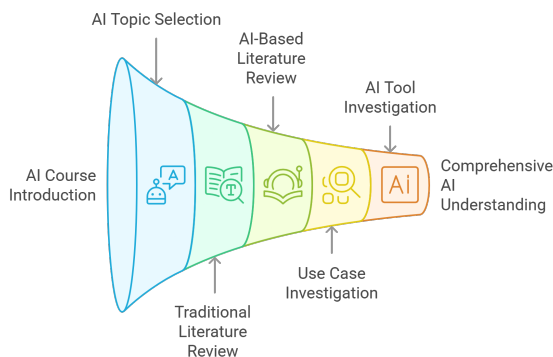 AI Topic Selection
AI-Based
Literature
Review
AI Tool
Investigation
AI Course
Introduction
A
T
Ai
Comprehensive
AI
Understanding
Use Case
Investigation
Traditional
Literature
Review